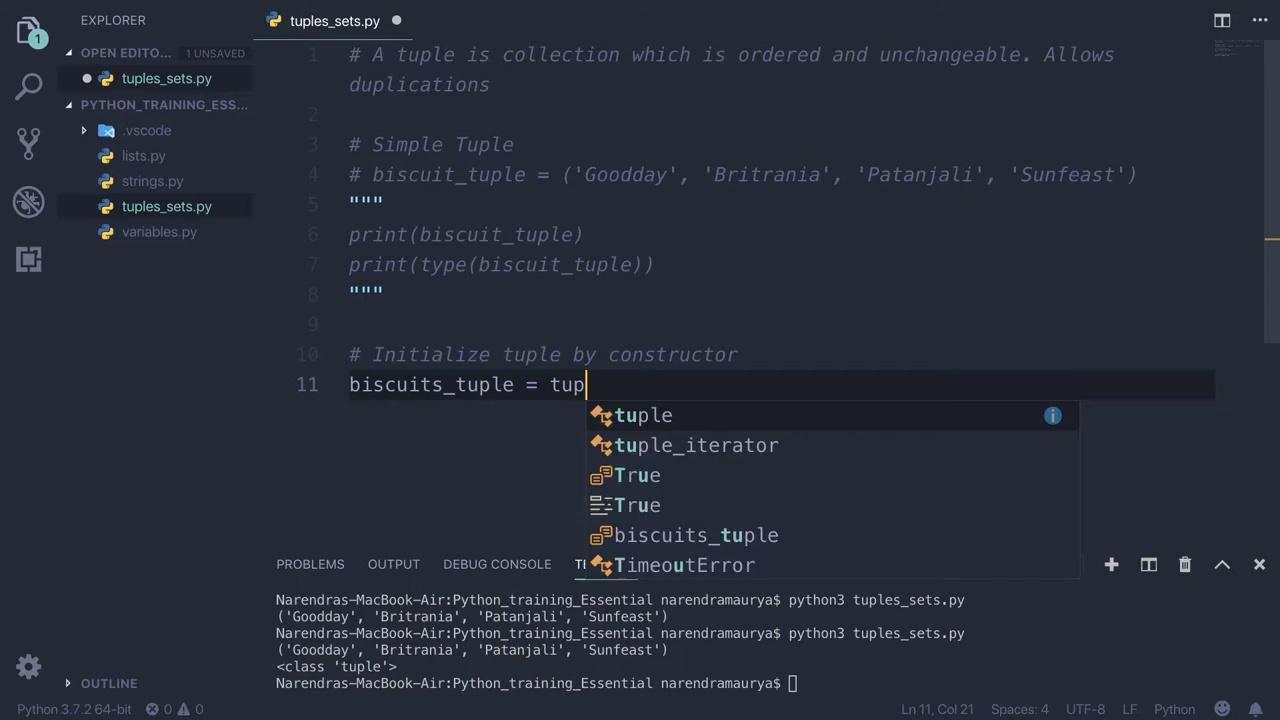 EXPLORER
tuples_sets.py
OPEN EDITO... 1 UNSAVED
tuples_sets.py
PYTHON_TRAINING_ESS...
.vscode
lists.py
strings.py
tuples_sets.py
variables.py
1
1 # A tuple is collection which is ordered and unchangeable. Allows
duplications
2
3 # Simple Tuple
4 # biscuit_tuple = ('Goodday', 'Britrania', 'Patanjali', 'Sunfeast')
5 """
6 print(biscuit_tuple)
7 print(type(biscuit_tuple))
8 """
9
10 # Initialize tuple by constructor
11 biscuits_tuple = tup
tuple
tuple_iterator
True
True
biscuits_tuple
TimeoutError
PROBLEMS OUTPUT DEBUG CONSOLE
Narendras-MacBook-Air:Python_training_Essential narendramaurya$ python3 tuples_sets.py
('Goodday', 'Britrania', 'Patanjali', 'Sunfeast')
Narendras-MacBook-Air:Python_training_Essential narendramaurya$ python3 tuples_sets.py
('Goodday', 'Britrania', 'Patanjali', 'Sunfeast')
<class 'tuple'>
Narendras-MacBook-Air:Python_training_Essential narendramaurya$
OUTLINE
Python 3.7.2 64-bit 0 0 Ln 11, Col 21 Spaces: 4 UTF-8 LF Python